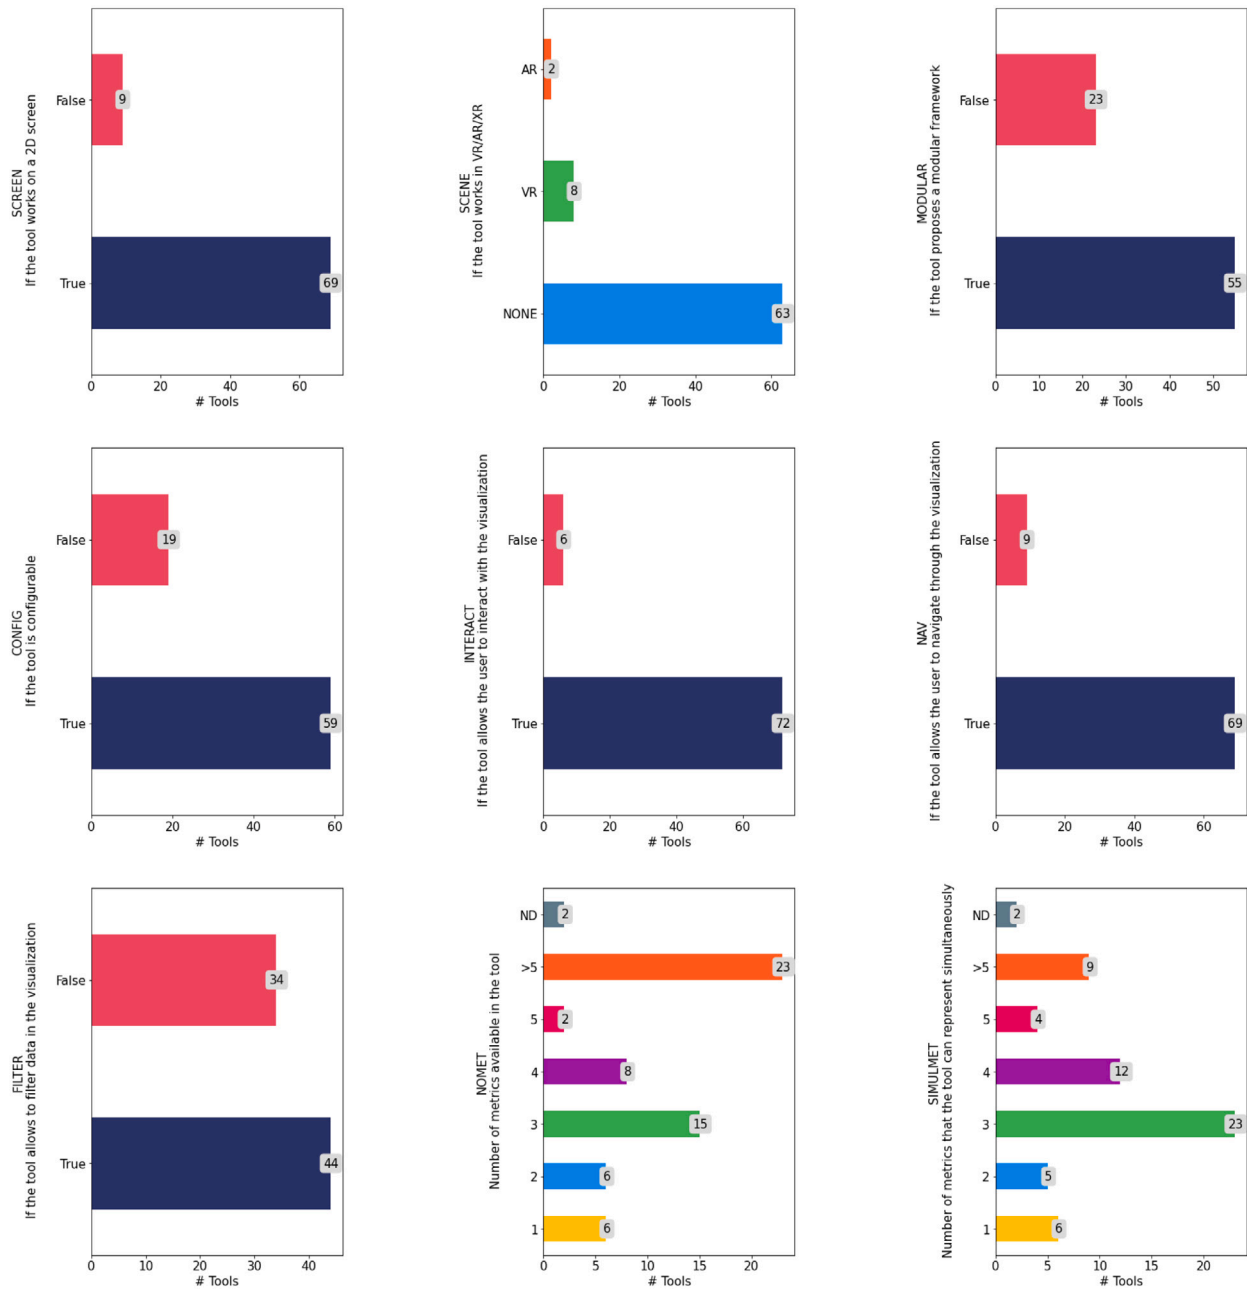 SCREEN
If the tool works on a 2D screen
False
9
True
69
0 20 40 60
# Tools
SCENE
If the tool works in VR/AR/XR
AR
2
VR
8
NONE
63
0 20 40 60
# Tools
MODULAR
If the tool proposes a modular framework
False
23
True
55
0 10 20 30 40 50
# Tools
CONFIG
If the tool is configurable
False
19
True
59
0 20 40 60
# Tools
INTERACT
If the tool allows the user to interact with the visualization
False
6
True
72
0 20 40 60
# Tools
NAV
If the tool allows the user to navigate through the visualization
False
9
True
69
0 20 40 60
# Tools
FILTER
If the tool allows to filter data in the visualization
False
34
True
44
0 20 40
# Tools
NOMET
Number of metrics available in the tool
ND
2
>5
23
5
2
4
8
3
15
2
6
1
6
0 5 10 15 20
# Tools
SIMULMET
Number of metrics that the tool can represent simultaneously
ND
2
>5
9
5
4
4
12
3
23
2
5
1
6
0 10 20
# Tools